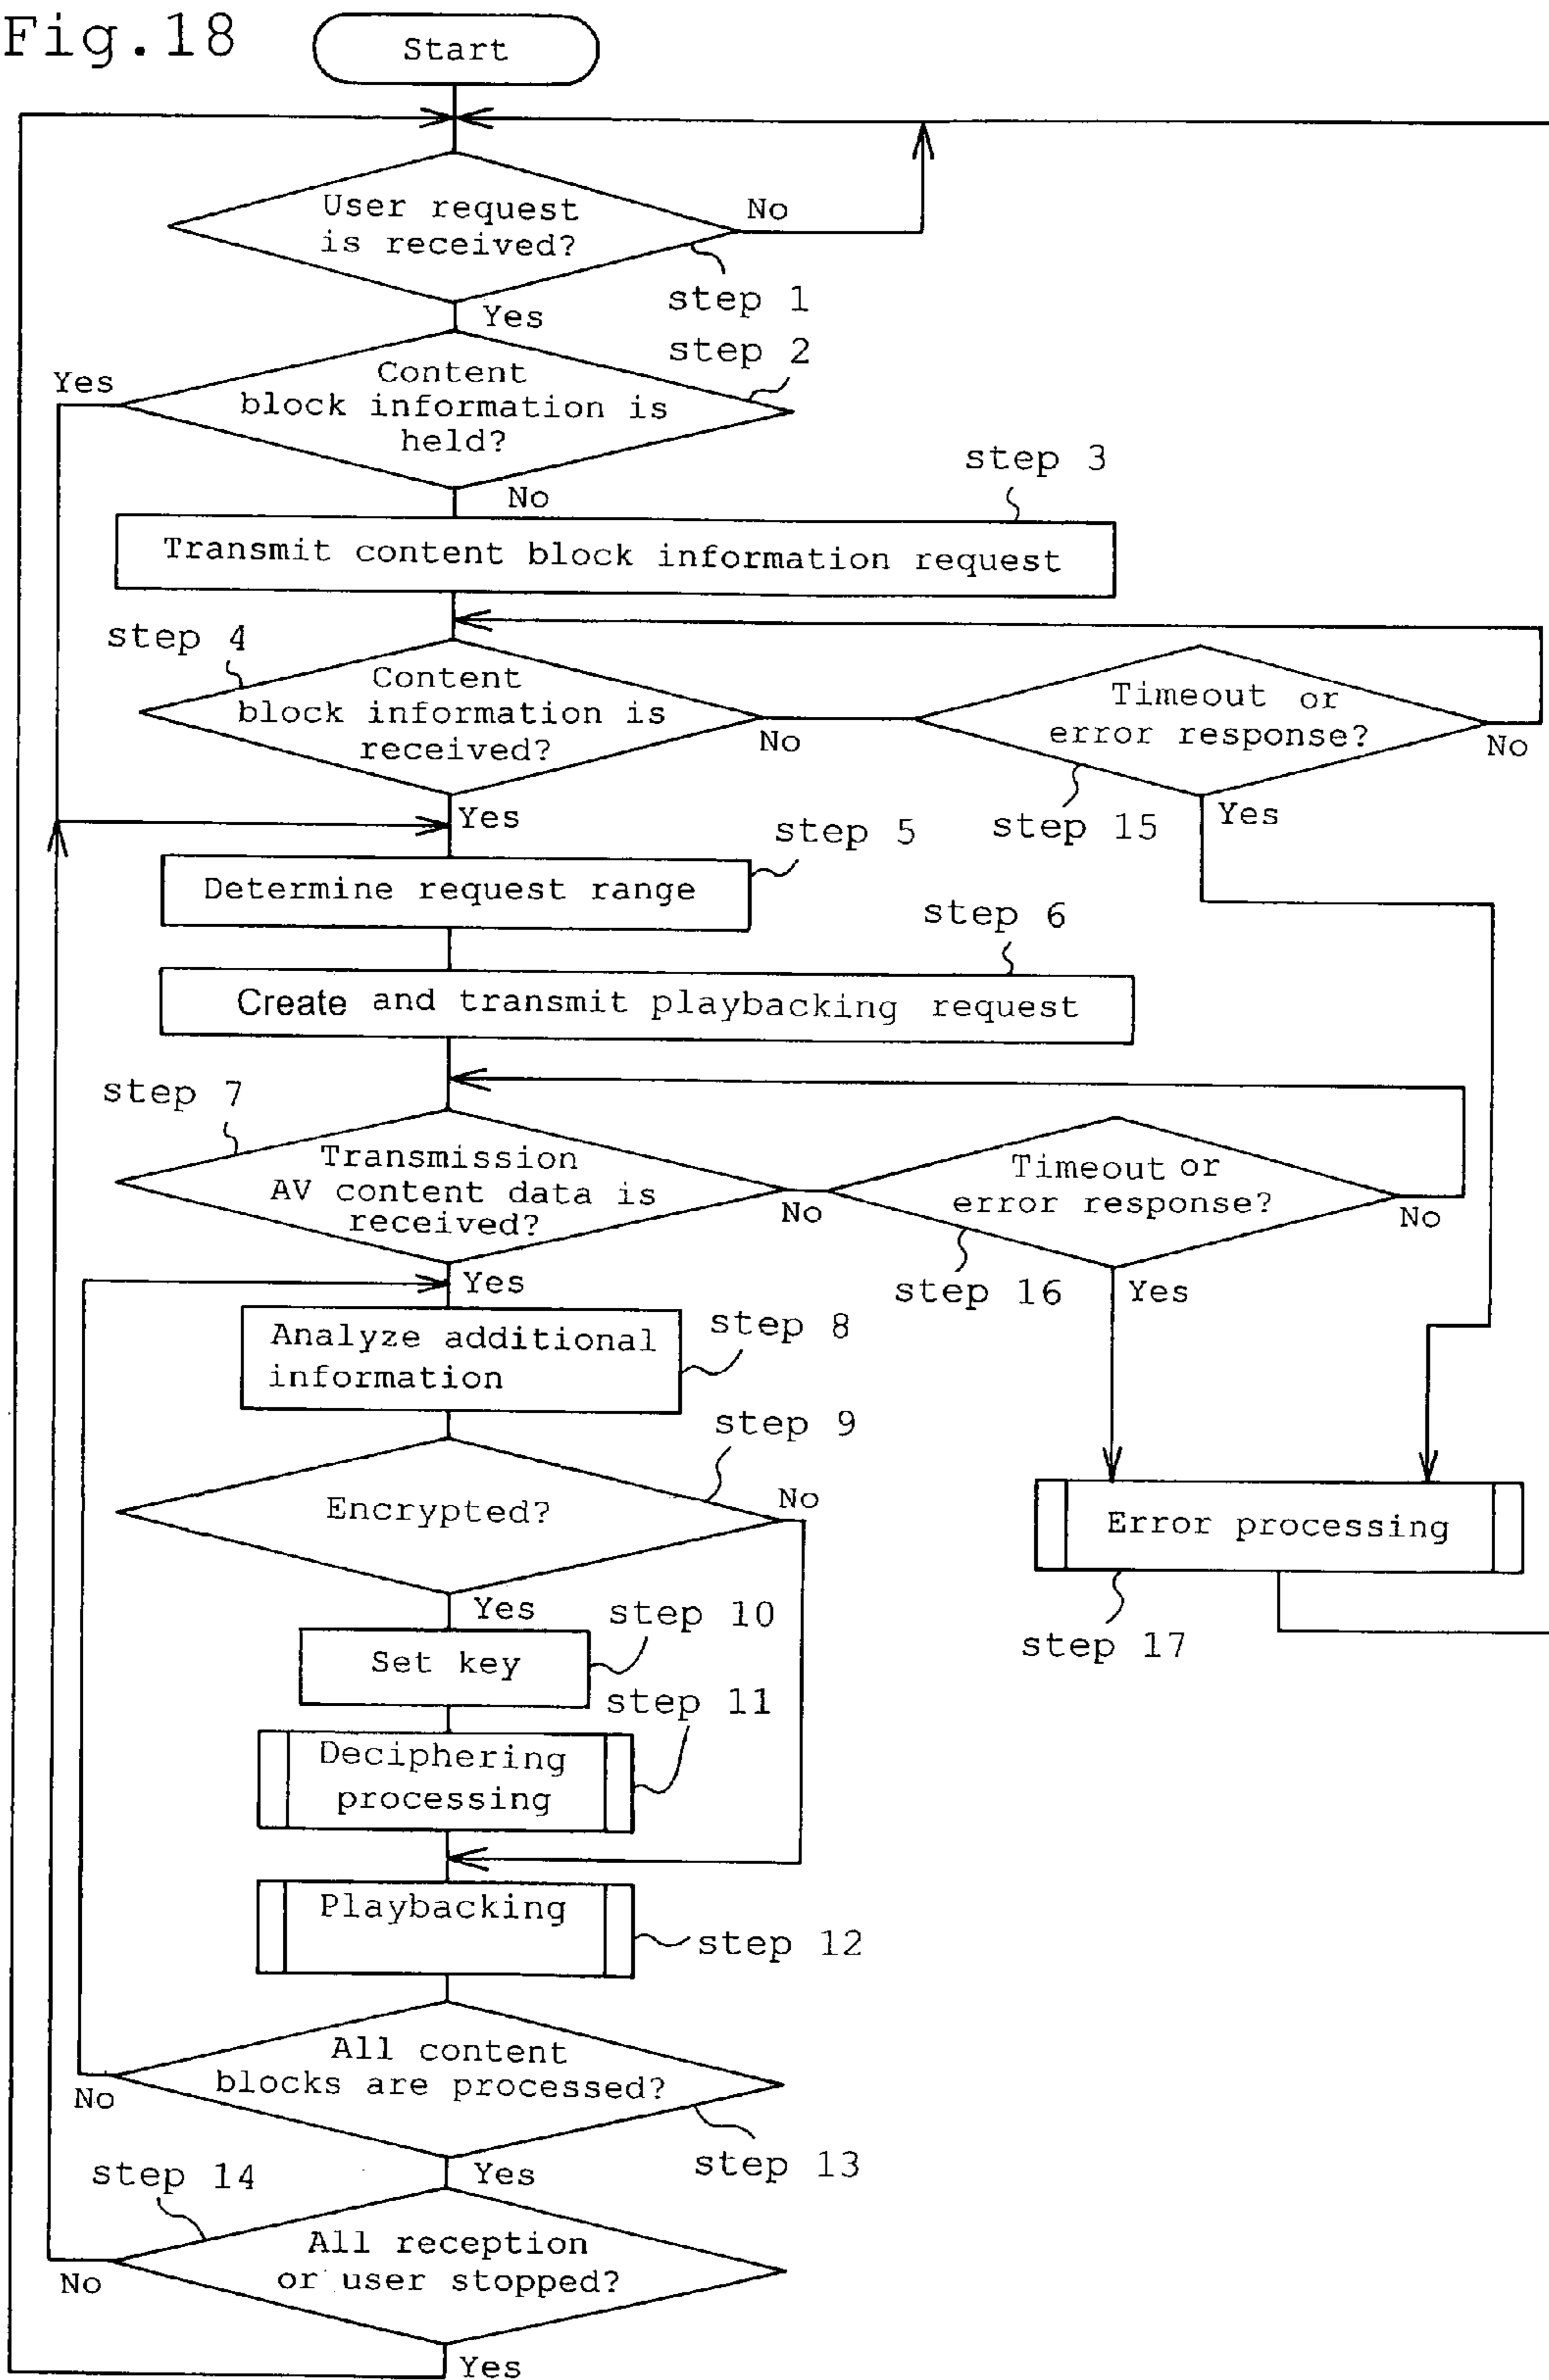 Fig.18
Start
User request
is received?
No
step 1
Yes
step 2
Content
block information is
held?
Yes
No
step 3
Transmit content block information request
step 4
Content
block information is
received?
No
Timeout or
error response?
No
step 15
Yes
Yes
step 5
Determine request range
step 6
Create and transmit playbacking request
step 7
Transmission
AV content data is
received?
No
Timeout or
error response?
No
step 16
Yes
Yes
Analyze additional
information
step 8
step 9
Encrypted?
No
Error processing
step 17
Yes
step 10
Set key
step 11
Deciphering
processing
Playbacking
step 12
All content
blocks are processed?
No
step 13
Yes
step 14
All reception
or user stopped?
No
Yes